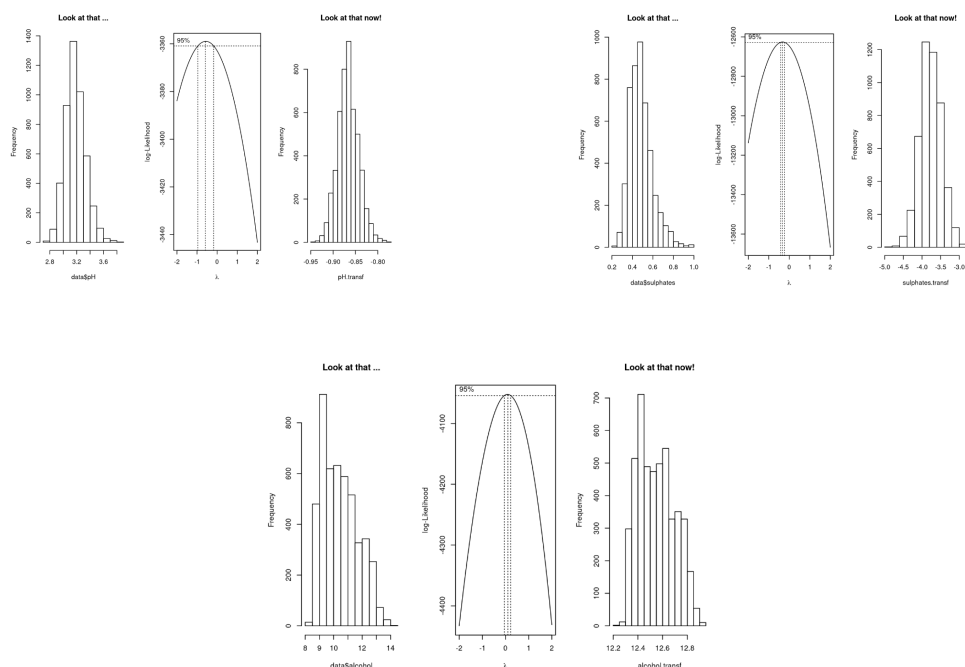 Look at that ...
Frequency
0 200 400 600 800 1000 1400
2.8 3.2 3.6
data$pH
95%
log-Likelihood
-3440 -3420 -3400 -3380 -3360
-2 -1 0 1 2
λ
Look at that now!
Frequency
0 200 400 600 800
-0.95 -0.90 -0.85 -0.80
pH.transf
Look at that ...
Frequency
0 200 400 600 800 1000
0.2 0.4 0.6 0.8 1.0
data$sulphates
95%
log-Likelihood
-13600 -13400 -13200 -13000 -12800 -12600
-2 -1 0 1 2
λ
Look at that now!
Frequency
0 200 400 600 800 1000 1200
-5.0 -4.5 -4.0 -3.5 -3.0
sulphates.transf
Look at that ...
Frequency
0 200 400 600 800
8 9 10 12 14
data$alcohol
95%
log-Likelihood
-4400 -4300 -4200 -4100
-2 -1 0 1 2
λ
Look at that now!
Frequency
0 100 200 300 400 500 600 700
12.2 12.4 12.6 12.8
alcohol.transf